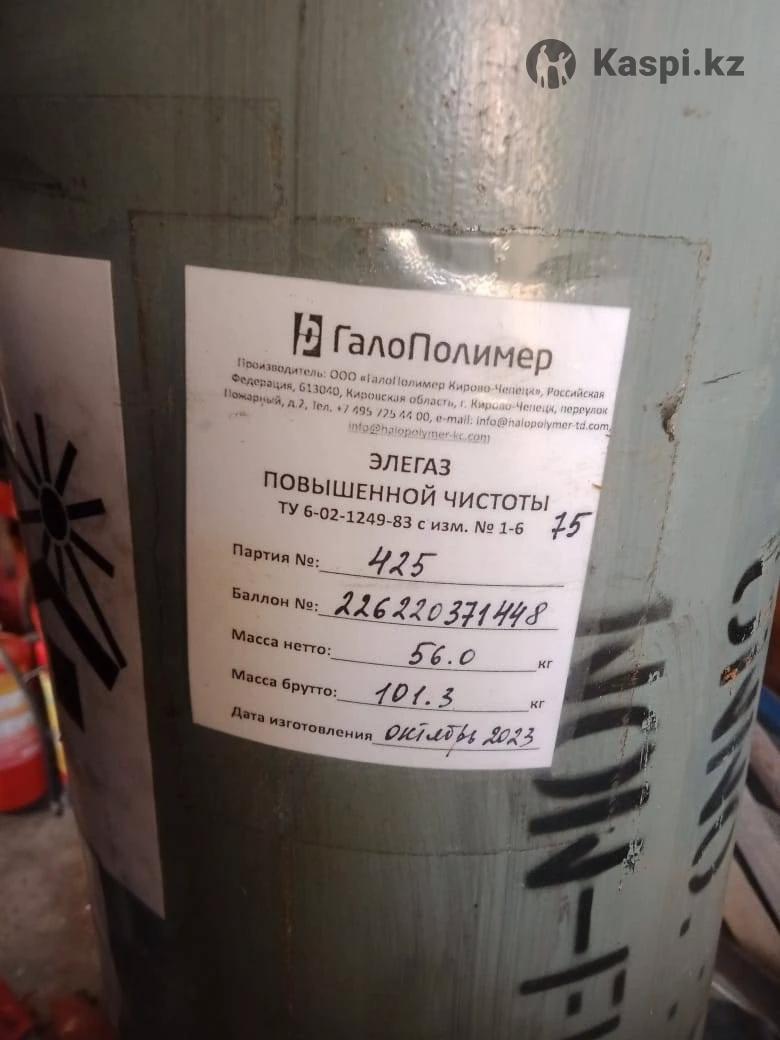 Kaspi.kz
ГалоПолимер
Производитель: ООО «ГалоПолимер Кирово-Чепецк», Российская
Федерация, 613040, Кировская область, г. Кирово-Чепецк, переулок
Пожарный, д.2, Тел. +7 495 725 44 00, e-mail: info@halopolymer-td.com,
info@halopolymer-kc.com
ЭЛЕГАЗ
ПОВЫШЕННОЙ ЧИСТОТЫ
ТУ 6-02-1249-83 с изм. № 1-6 75
Партия №: 425
Баллон №: 226220371448
Масса нетто: 56.0 кг
Масса брутто: 101.3 кг
Дата изготовления октябрь 2023
NON-F